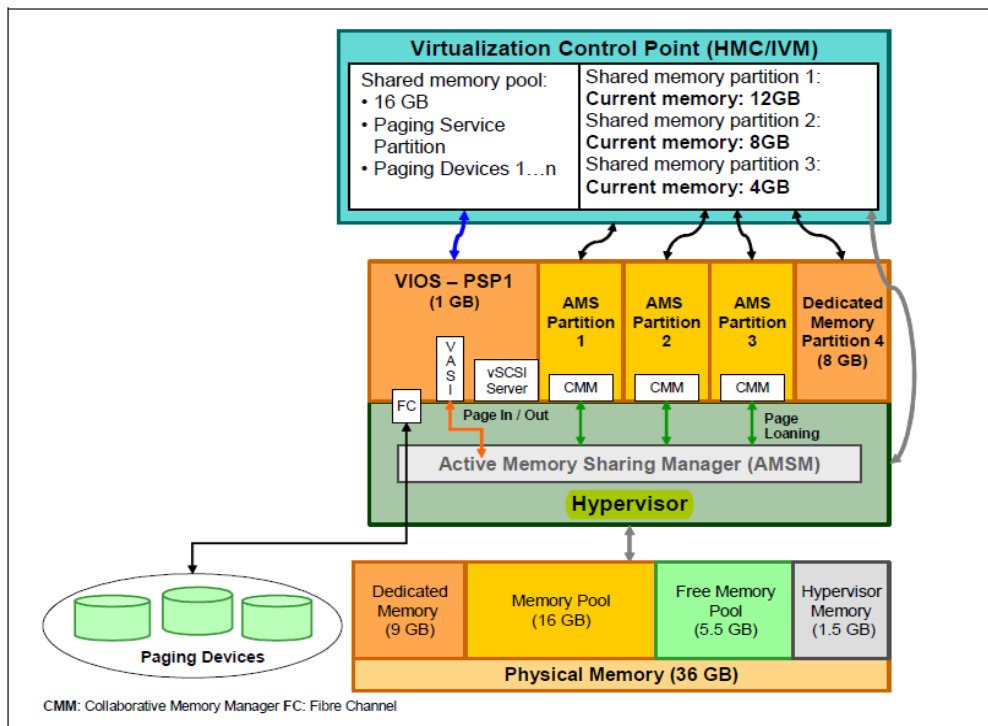 Virtualization Control Point (HMC/IVM)
Shared memory pool:
• 16 GB
• Paging Service
Partition
• Paging Devices 1…n
Shared memory partition 1:
Current memory: 12GB
Shared memory partition 2:
Current memory: 8GB
Shared memory partition 3:
Current memory: 4GB
VIOS – PSP1
(1 GB)
VASI
vSCSI
Server
FC
Page In / Out
AMS
Partition
1
CMM
AMS
Partition
2
CMM
AMS
Partition
3
CMM
Dedicated
Memory
Partition 4
(8 GB)
Page
Loaning
Active Memory Sharing Manager (AMSM)
Hypervisor
Paging Devices
Dedicated
Memory
(9 GB)
Memory Pool
(16 GB)
Free Memory
Pool
(5.5 GB)
Hypervisor
Memory
(1.5 GB)
Physical Memory (36 GB)
CMM: Collaborative Memory Manager FC: Fibre Channel